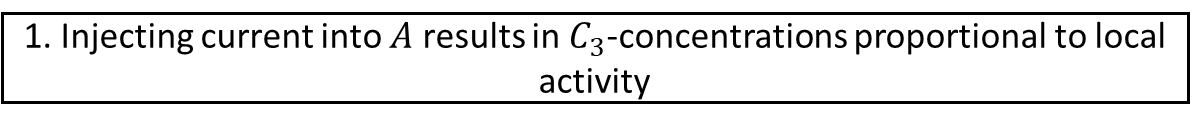 1. Injecting current into A results in C₃-concentrations proportional to local
activity